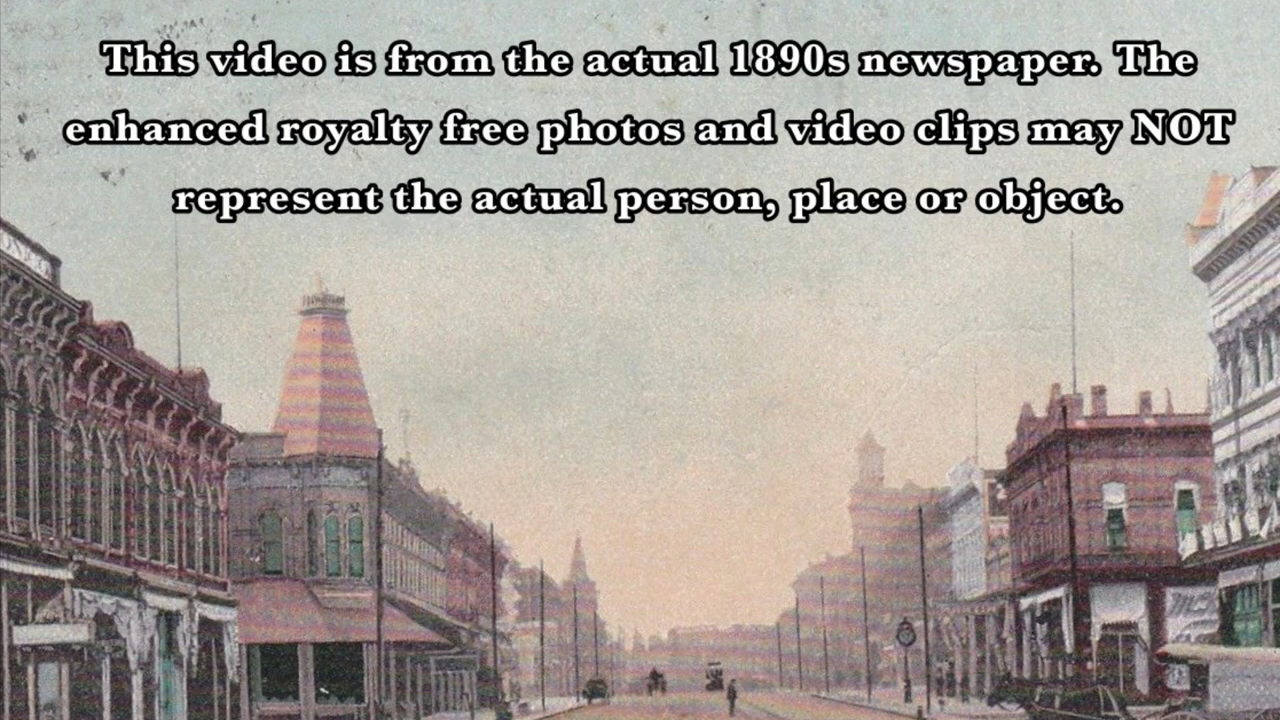 This video is from the actual 1890s newspaper. The
enhanced royalty free photos and video clips may NOT
represent the actual person, place or object.